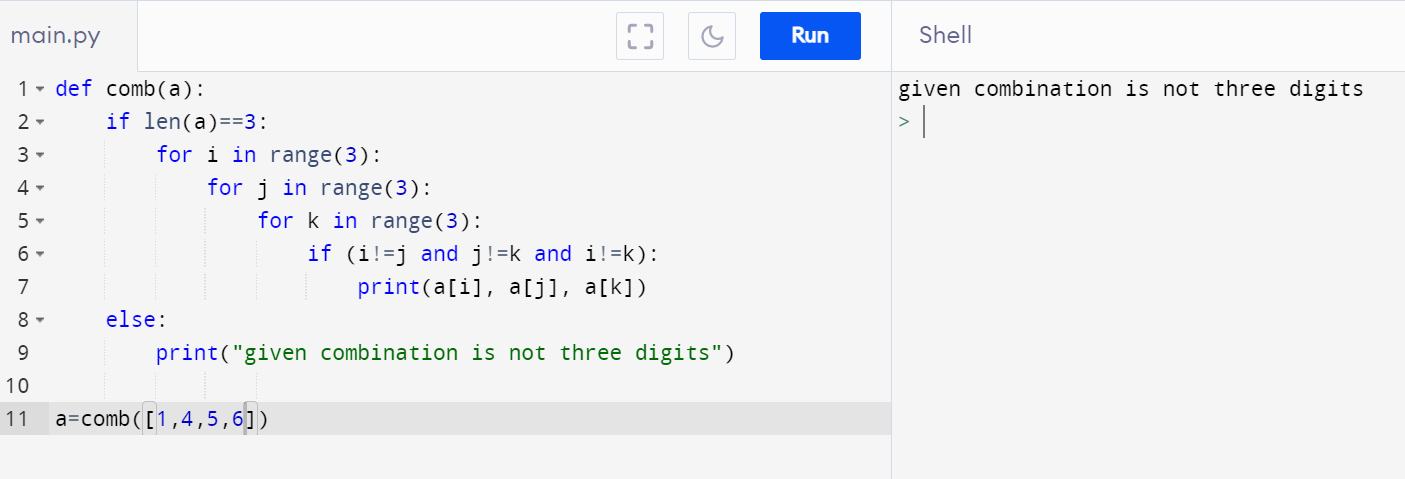 main.py
Run
Shell
1 def comb(a):
2     if len(a)==3:
3         for i in range(3):
4             for j in range(3):
5                 for k in range(3):
6                     if (i!=j and j!=k and i!=k):
7                         print(a[i], a[j], a[k])
8     else:
9         print("given combination is not three digits")
10
11 a=comb([1,4,5,6])
given combination is not three digits
>